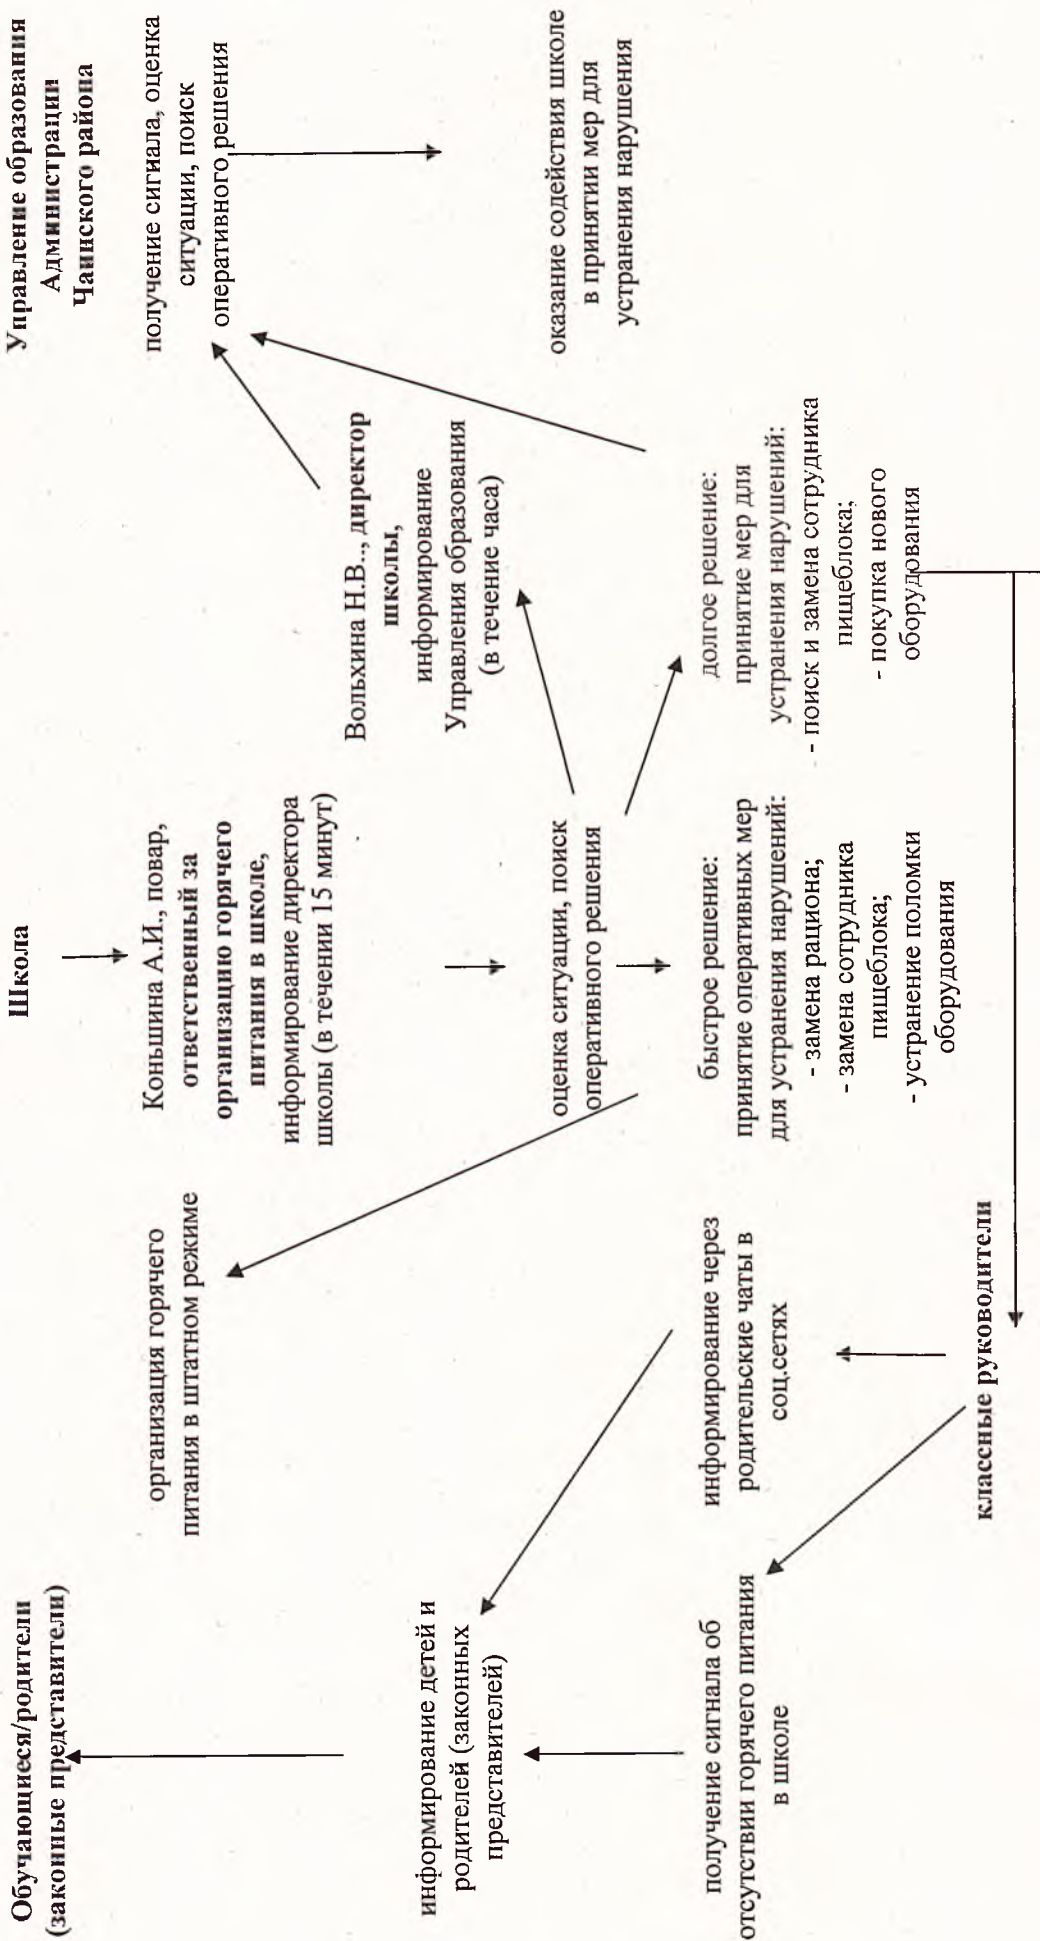 Обучающиеся/родители
(законные представители)
информирование детей и
родителей (законных
представителей)
получение сигнала об
отсутствии горячего питания
в школе
организация горячего
питания в штатном режиме
информирование через
родительские чаты в
соц.сетях
классные руководители
Школа
Коньшина А.И., повар,
ответственный за
организацию горячего
питания в школе,
информирование директора
школы (в течении 15 минут)
оценка ситуации, поиск
оперативного решения
быстрое решение:
принятие оперативных мер
для устранения нарушений:
- замена рациона;
- замена сотрудника
пищеблока;
- устранение поломки
оборудования
Вольхина Н.В.., директор
школы,
информирование
Управления образования
(в течение часа)
долгое решение:
принятие мер для
устранения нарушений:
- поиск и замена сотрудника
пищеблока;
- покупка нового
оборудования
Управление образования
Администрации
Чаинского района
получение сигнала, оценка
ситуации, поиск
оперативного решения
оказание содействия школе
в принятии мер для
устранения нарушения